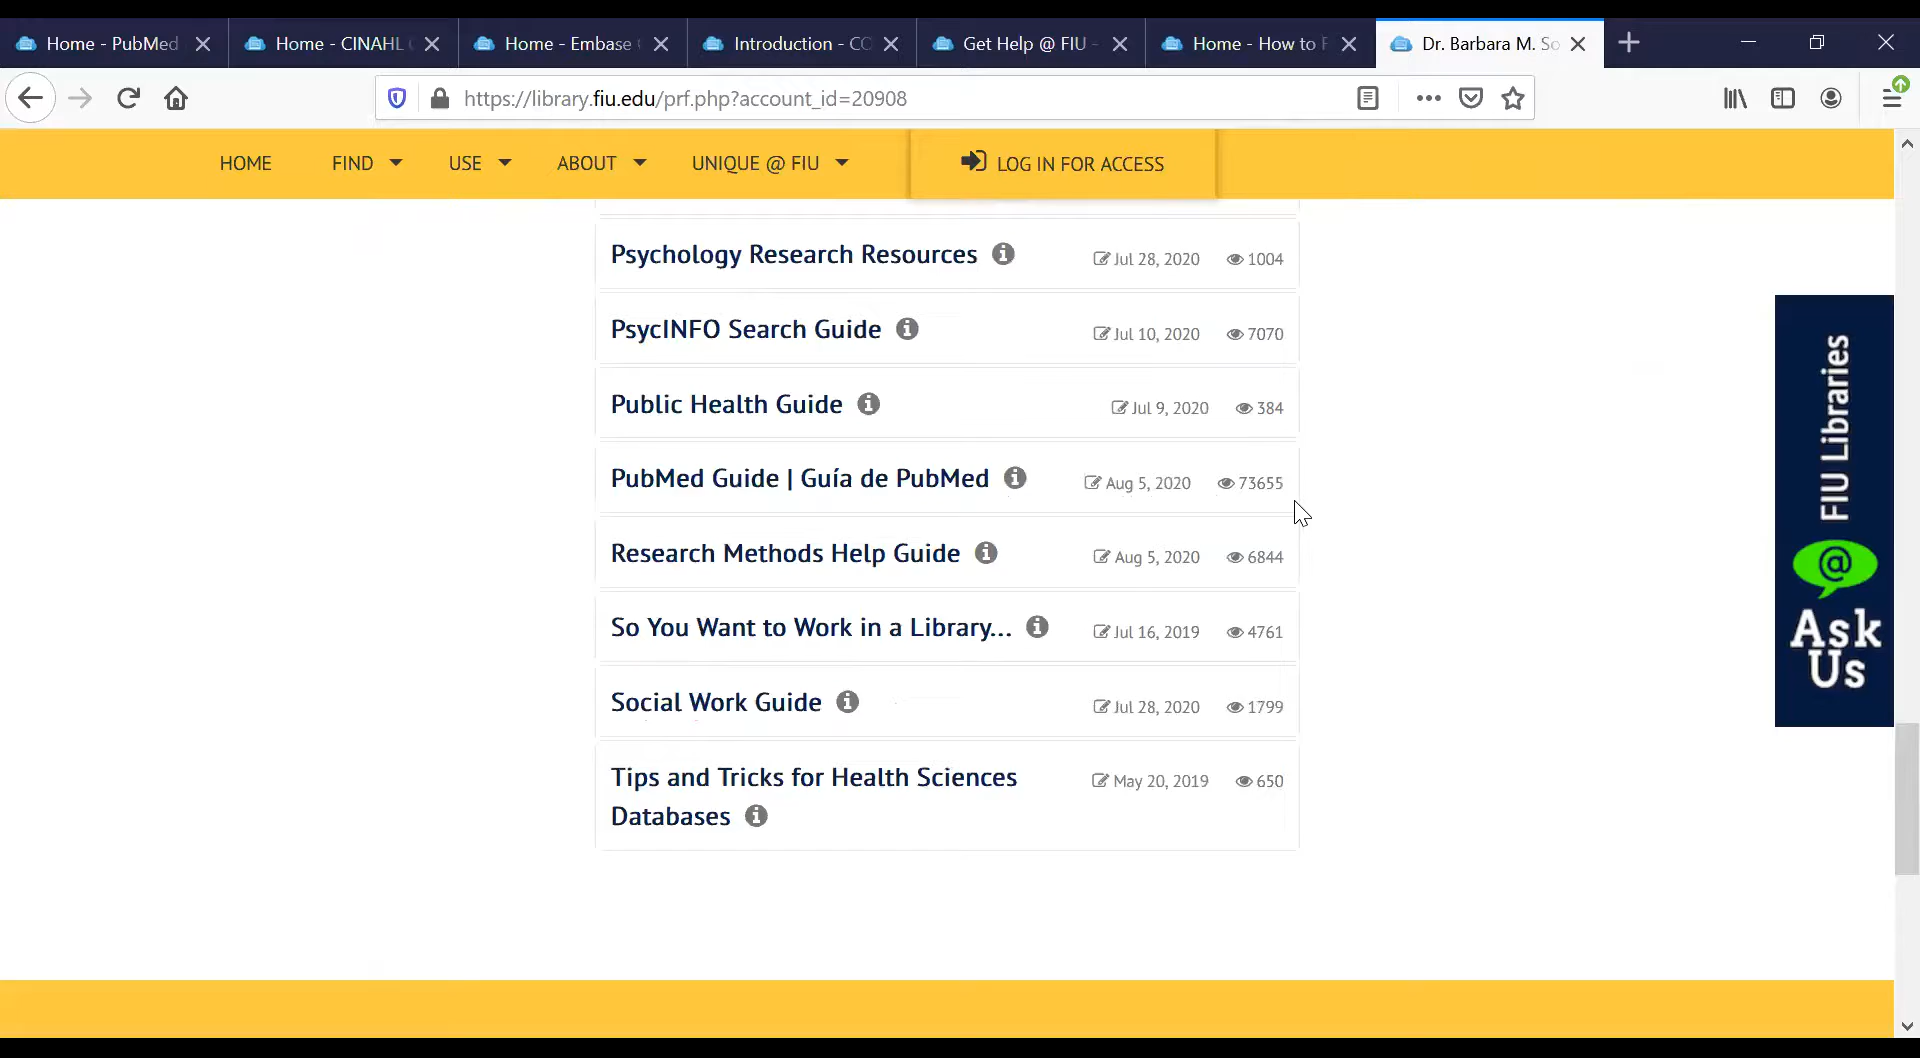 Home - PubMed
Home - CINAHL
Home - Embase
Introduction - CO
Get Help @ FIU -
Home - How to F
Dr. Barbara M. So
https://library.fiu.edu/prf.php?account_id=20908
HOME FIND USE ABOUT UNIQUE @ FIU LOG IN FOR ACCESS
Psychology Research Resources Jul 28, 2020 1004
PsycINFO Search Guide Jul 10, 2020 7070
Public Health Guide Jul 9, 2020 384
PubMed Guide | Guía de PubMed Aug 5, 2020 73655
Research Methods Help Guide Aug 5, 2020 6844
So You Want to Work in a Library... Jul 16, 2019 4761
Social Work Guide Jul 28, 2020 1799
Tips and Tricks for Health Sciences May 20, 2019 650
Databases
FIU Libraries
@
Ask
Us